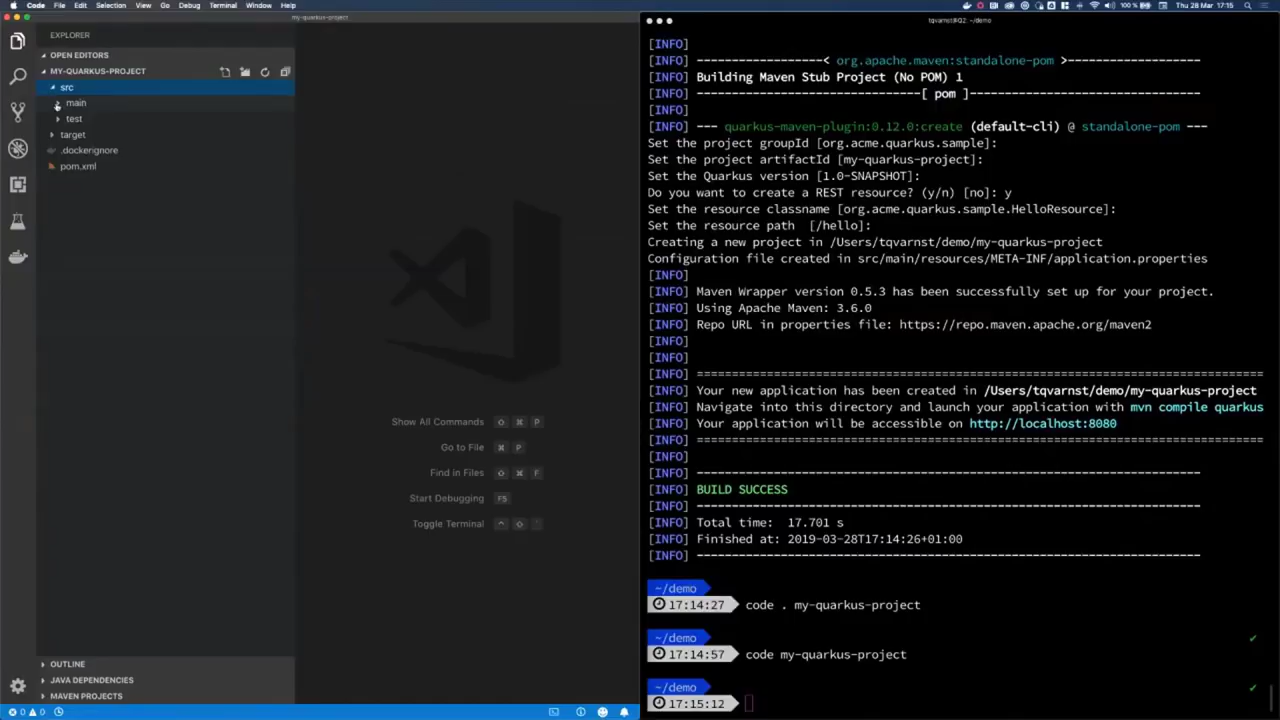 Code File Edit Selection View Go Debug Terminal Window Help
100 % Thu 28 Mar 17:15
my-quarkus-project
EXPLORER
OPEN EDITORS
MY-QUARKUS-PROJECT
src
main
test
target
.dockerignore
pom.xml
Show All Commands ⇧ ⌘ P
Go to File ⌘ P
Find in Files ⇧ ⌘ F
Start Debugging F5
Toggle Terminal ^ ⇧ `
OUTLINE
JAVA DEPENDENCIES
MAVEN PROJECTS
0 0
tqvarnst@Q2: ~/demo
[INFO]
[INFO] ------------------< org.apache.maven:standalone-pom >-------------------
[INFO] Building Maven Stub Project (No POM) 1
[INFO] --------------------------------[ pom ]---------------------------------
[INFO]
[INFO] --- quarkus-maven-plugin:0.12.0:create (default-cli) @ standalone-pom ---
Set the project groupId [org.acme.quarkus.sample]:
Set the project artifactId [my-quarkus-project]:
Set the Quarkus version [1.0-SNAPSHOT]:
Do you want to create a REST resource? (y/n) [no]: y
Set the resource classname [org.acme.quarkus.sample.HelloResource]:
Set the resource path  [/hello]:
Creating a new project in /Users/tqvarnst/demo/my-quarkus-project
Configuration file created in src/main/resources/META-INF/application.properties
[INFO]
[INFO] Maven Wrapper version 0.5.3 has been successfully set up for your project.
[INFO] Using Apache Maven: 3.6.0
[INFO] Repo URL in properties file: https://repo.maven.apache.org/maven2
[INFO]
[INFO]
[INFO] ====================================================================
[INFO] Your new application has been created in /Users/tqvarnst/demo/my-quarkus-project
[INFO] Navigate into this directory and launch your application with mvn compile quarkus
[INFO] Your application will be accessible on http://localhost:8080
[INFO] ====================================================================
[INFO]
[INFO] ------------------------------------------------------------------------
[INFO] BUILD SUCCESS
[INFO] ------------------------------------------------------------------------
[INFO] Total time:  17.701 s
[INFO] Finished at: 2019-03-28T17:14:26+01:00
[INFO] ------------------------------------------------------------------------
~/demo
17:14:27 code . my-quarkus-project
~/demo ✓
17:14:57 code my-quarkus-project
~/demo ✓
17:15:12